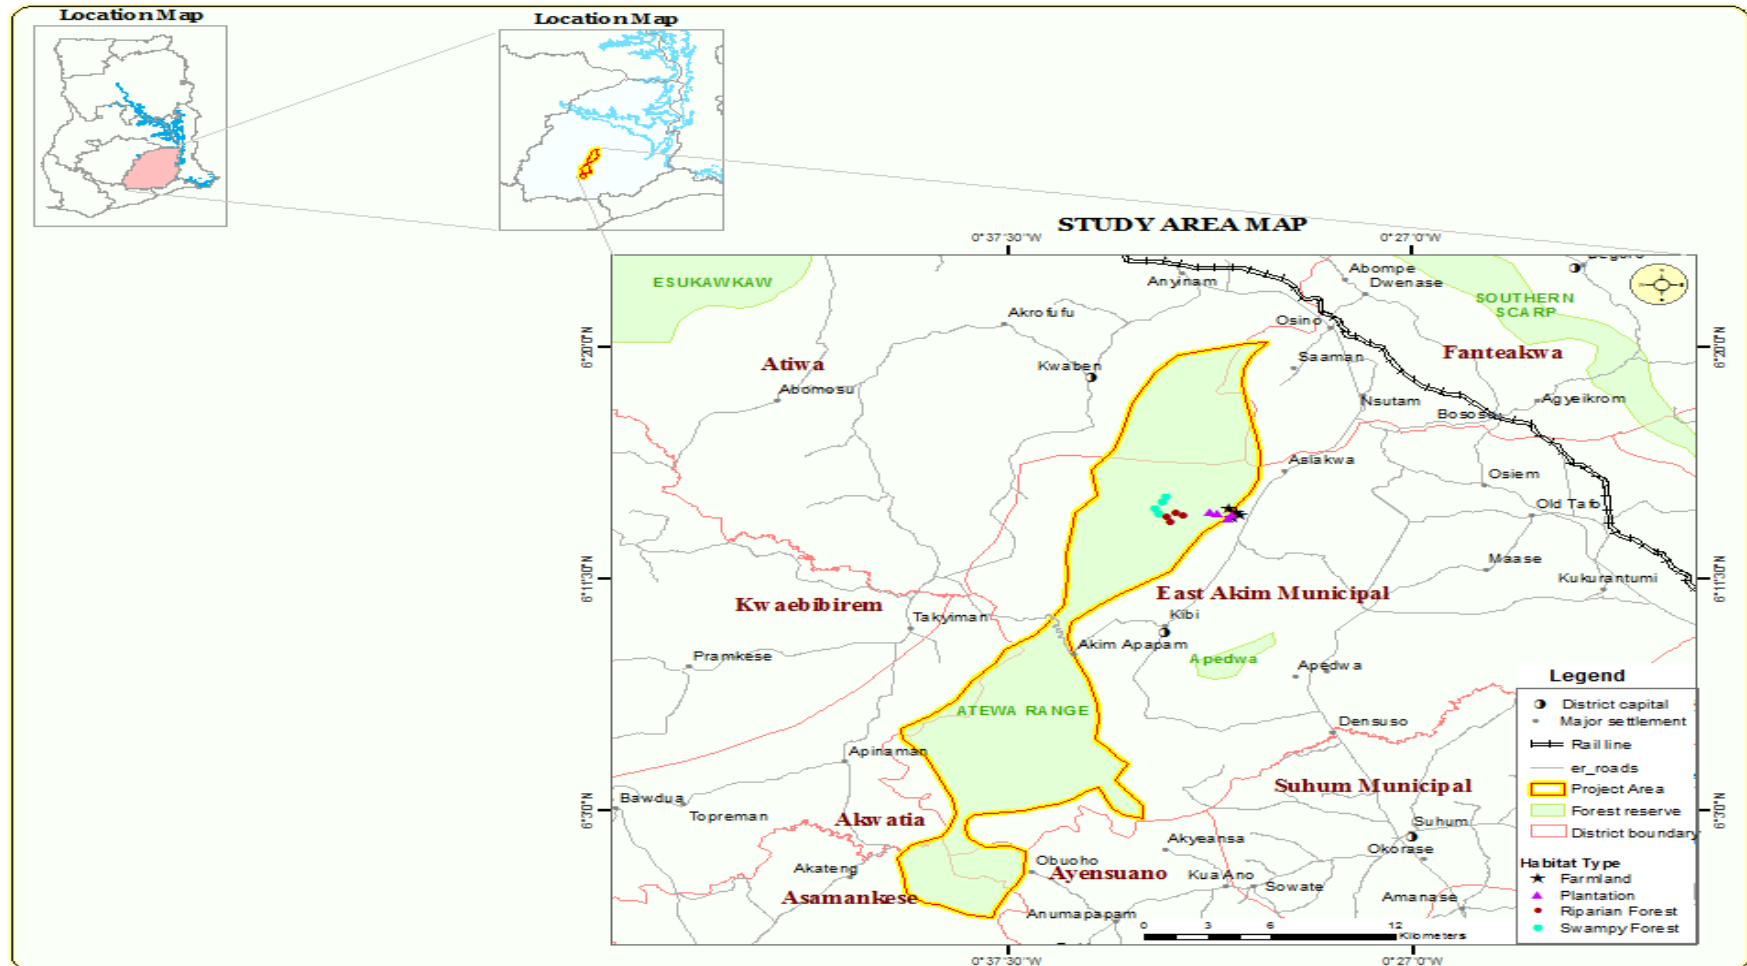 Location Map
Location Map
STUDY AREA MAP
0°37'30"W
0°27'0"W
ESUKAWKAW
Anyinam
Abompe
Dwenase
SOUTHERN
SCARP
Akrofufu
Osino
6°20'0"N
6°20'0"N
Atiwa
Kwaben
Saaman
Fanteakwa
Abomosu
Nsutam
Bososo
Agyeikrom
Asiakwa
Osiem
Old Tafo
Maase
Kukurantumi
6°11'30"N
6°11'30"N
Kwaebibirem
East Akim Municipal
Takyiman
Kibi
Akim Apapam
Pramkese
Apedwa
Apedwa
ATEWA RANGE
Densuso
Apinaman
Suhum Municipal
Bawdua
Topreman
6°3'0"N
6°3'0"N
Akwatia
Suhum
Akyeansa
Okorase
Akateng
Obuoho
Ayensuano
Kua Ano
Sowate
Asamankese
Amanase
Anumapapam
0 3 6 12
Kilometers
Legend
District capital
Major settlement
Rail line
er_roads
Project Area
Forest reserve
District boundary
Habitat Type
Farmland
Plantation
Riparian Forest
Swampy Forest
0°37'30"W
0°27'0"W